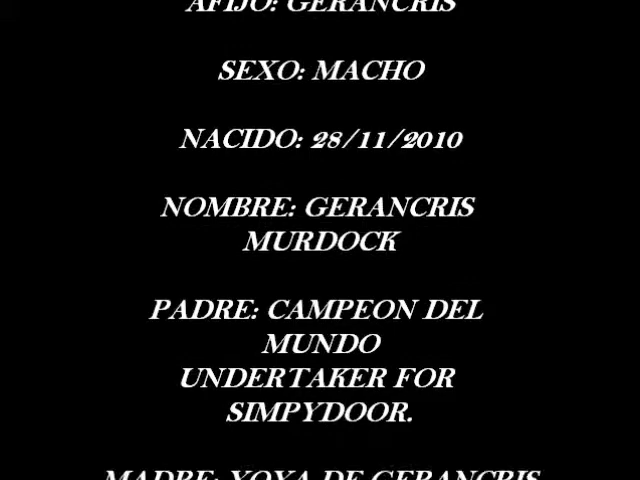 AFIJO: GERANCRIS
SEXO: MACHO
NACIDO: 28/11/2010
NOMBRE: GERANCRIS
MURDOCK
PADRE: CAMPEON DEL
MUNDO
UNDERTAKER FOR
SIMPYDOOR.
MADRE: YOYA DE GERANCRIS